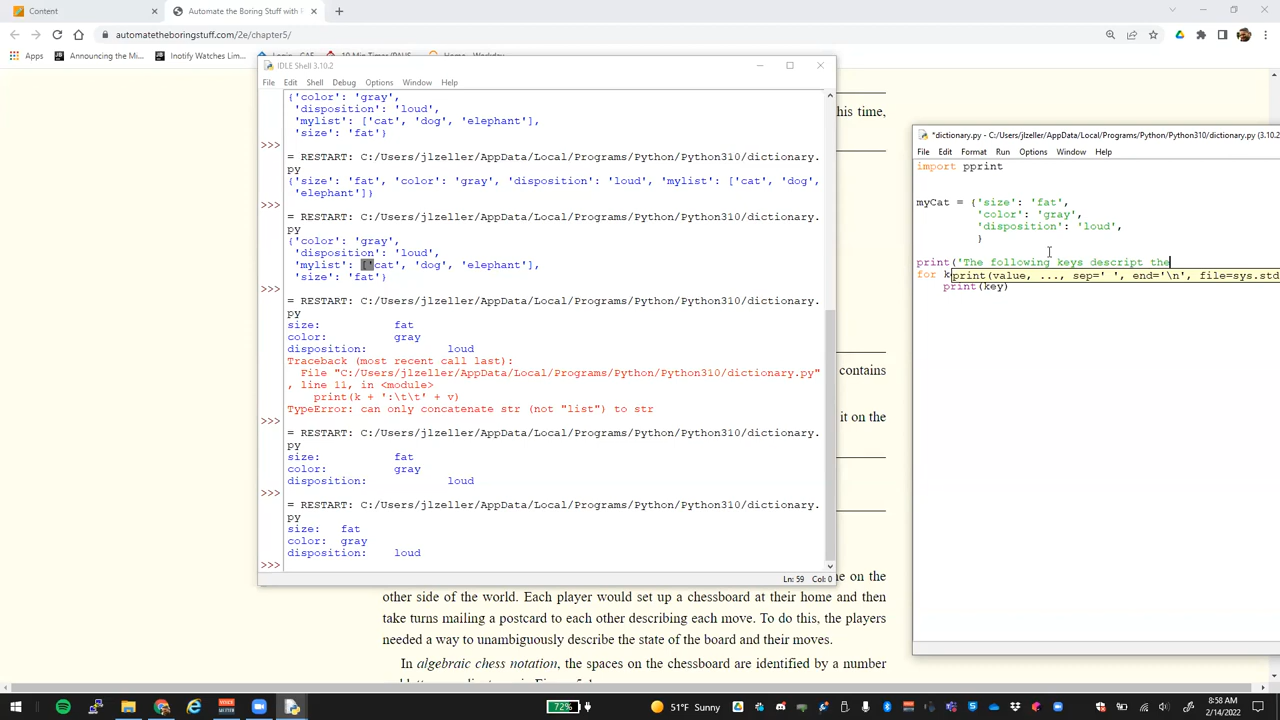 Content
Automate the Boring Stuff with
automatetheboringstuff.com/2e/chapter5/
Apps
Announcing the Mi...
Inotify Watches Lim...
IDLE Shell 3.10.2
File Edit Shell Debug Options Window Help
{'color': 'gray',
'disposition': 'loud',
'mylist': ['cat', 'dog', 'elephant'],
'size': 'fat'}
>>>
= RESTART: C:/Users/jlzeller/AppData/Local/Programs/Python/Python310/dictionary.
py
{'size': 'fat', 'color': 'gray', 'disposition': 'loud', 'mylist': ['cat', 'dog',
'elephant']}
>>>
= RESTART: C:/Users/jlzeller/AppData/Local/Programs/Python/Python310/dictionary.
py
{'color': 'gray',
'disposition': 'loud',
'mylist': ['cat', 'dog', 'elephant'],
'size': 'fat'}
>>>
= RESTART: C:/Users/jlzeller/AppData/Local/Programs/Python/Python310/dictionary.
py
size: fat
color: gray
disposition: loud
Traceback (most recent call last):
File "C:/Users/jlzeller/AppData/Local/Programs/Python/Python310/dictionary.py"
, line 11, in <module>
print(k + ':\t\t' + v)
TypeError: can only concatenate str (not "list") to str
>>>
= RESTART: C:/Users/jlzeller/AppData/Local/Programs/Python/Python310/dictionary.
py
size: fat
color: gray
disposition: loud
>>>
= RESTART: C:/Users/jlzeller/AppData/Local/Programs/Python/Python310/dictionary.
py
size: fat
color: gray
disposition: loud
>>>
Ln: 59 Col: 0
his time,
contains
it on the
e on the
other side of the world. Each player would set up a chessboard at their home and then
take turns mailing a postcard to each other describing each move. To do this, the players
needed a way to unambiguously describe the state of the board and their moves.
In algebraic chess notation, the spaces on the chessboard are identified by a number
*dictionary.py - C:/Users/jlzeller/AppData/Local/Programs/Python/Python310/dictionary.py (3.10.2
File Edit Format Run Options Window Help
import pprint
myCat = {'size': 'fat',
'color': 'gray',
'disposition': 'loud',
}
print('The following keys descript the
for k
print(value, ..., sep=' ', end='\n', file=sys.std
print(key)
72%
51°F Sunny
8:58 AM
2/14/2022